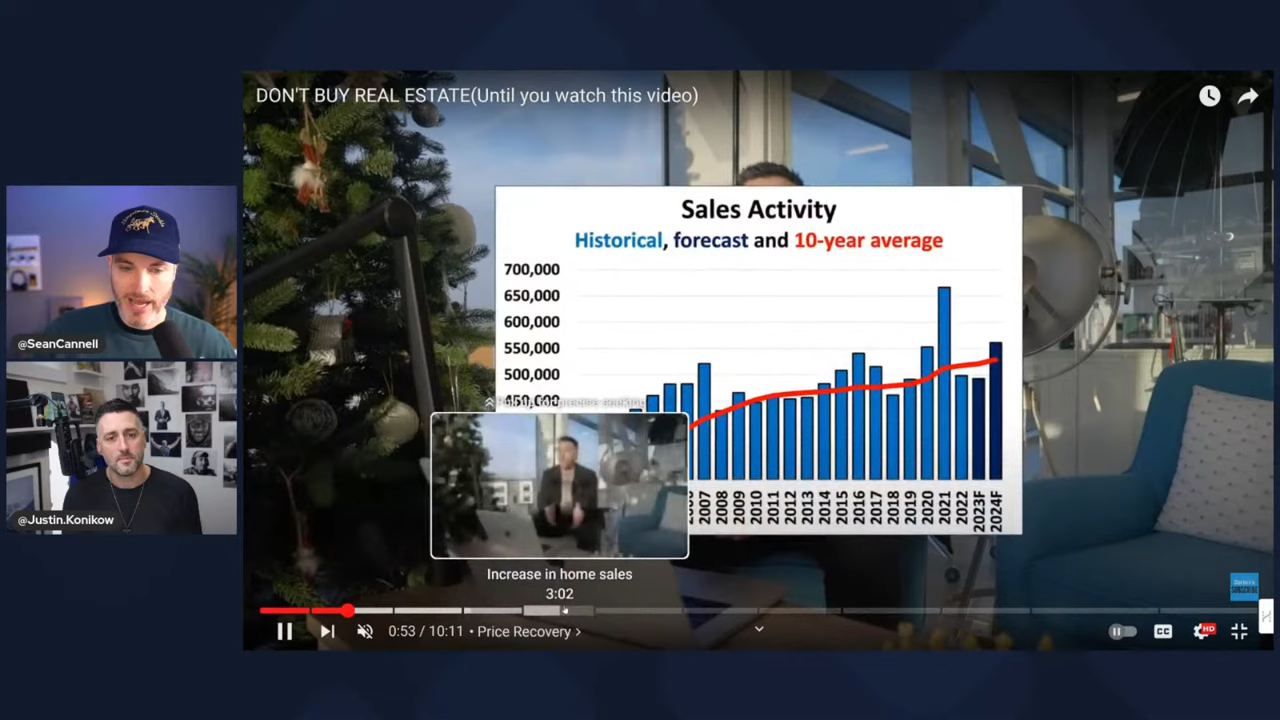 DON'T BUY REAL ESTATE(Until you watch this video)
Sales Activity
Historical, forecast and 10-year average
700,000
650,000
600,000
550,000
500,000
450,000
2007
2008
2009
2010
2011
2012
2013
2014
2015
2016
2017
2018
2019
2020
2021
2022
2023F
2024F
@SeanCannell
@Justin.Konikow
Increase in home sales
3:02
SUBSCRIBE
0:53 / 10:11 • Price Recovery >
CC
HD